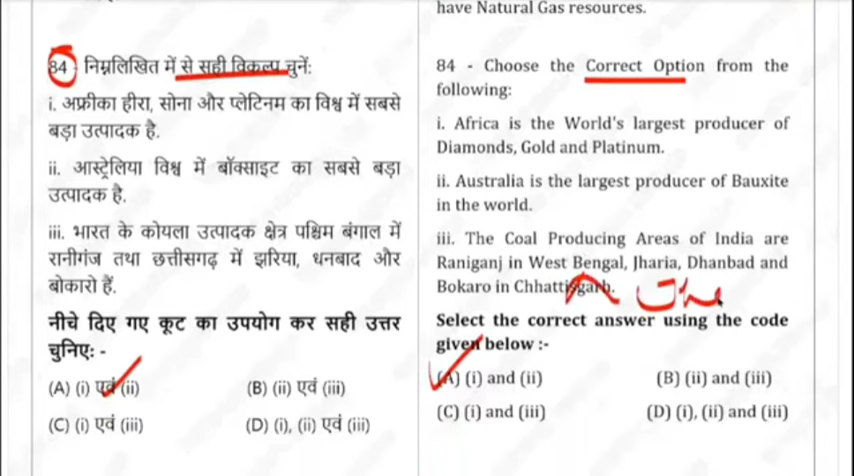 84 - निम्नलिखित में से सही विकल्प चुनें:
i. अफ्रीका हीरा, सोना और प्लेटिनम का विश्व में सबसे
बड़ा उत्पादक है.
ii. आस्ट्रेलिया विश्व में बॉक्साइट का सबसे बड़ा
उत्पादक है.
iii. भारत के कोयला उत्पादक क्षेत्र पश्चिम बंगाल में
रानीगंज तथा छत्तीसगढ़ में झरिया, धनबाद और
बोकारो हैं.
नीचे दिए गए कूट का उपयोग कर सही उत्तर
चुनिए:- -
(A) (i) एवं (ii) (B) (ii) एवं (iii)
(C) (i) एवं (iii) (D) (i), (ii) एवं (iii)
have Natural Gas resources.
84 - Choose the Correct Option from the
following:
i. Africa is the World's largest producer of
Diamonds, Gold and Platinum.
ii. Australia is the largest producer of Bauxite
in the world.
iii. The Coal Producing Areas of India are
Raniganj in West Bengal, Jharia, Dhanbad and
Bokaro in Chhattisgarh.
Select the correct answer using the code
given below :-
(A) (i) and (ii) (B) (ii) and (iii)
(C) (i) and (iii) (D) (i), (ii) and (iii)